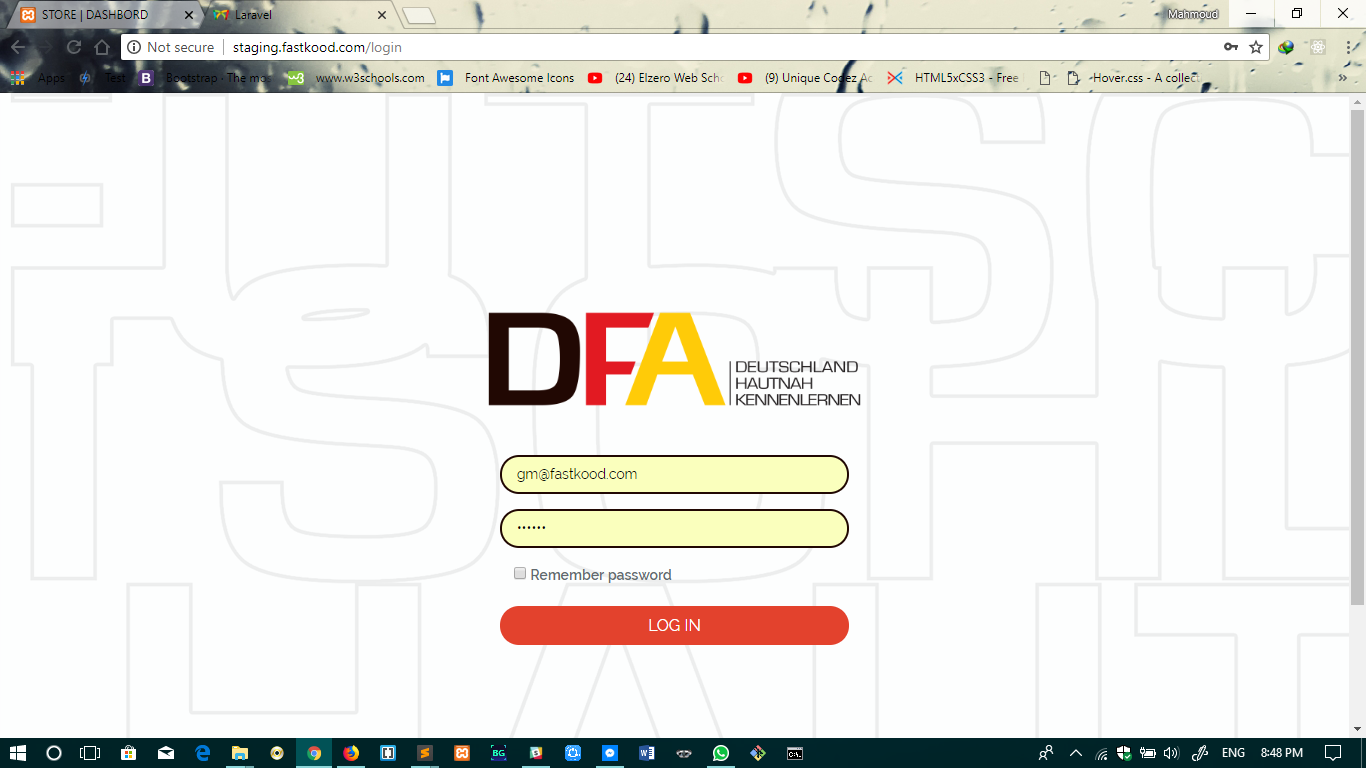 STORE | DASHBORD
Laravel
Mahmoud
Not secure
staging.fastkood.com/login
Apps
Test
Bootstrap · The mos
www.w3schools.com
Font Awesome Icons
(24) Elzero Web Sch
(9) Unique Codez Ac
HTML5xCSS3 - Free
Hover.css - A collect
DFA
DEUTSCHLAND
HAUTNAH
KENNENLERNEN
gm@fastkood.com
Remember password
LOG IN
ENG
8:48 PM